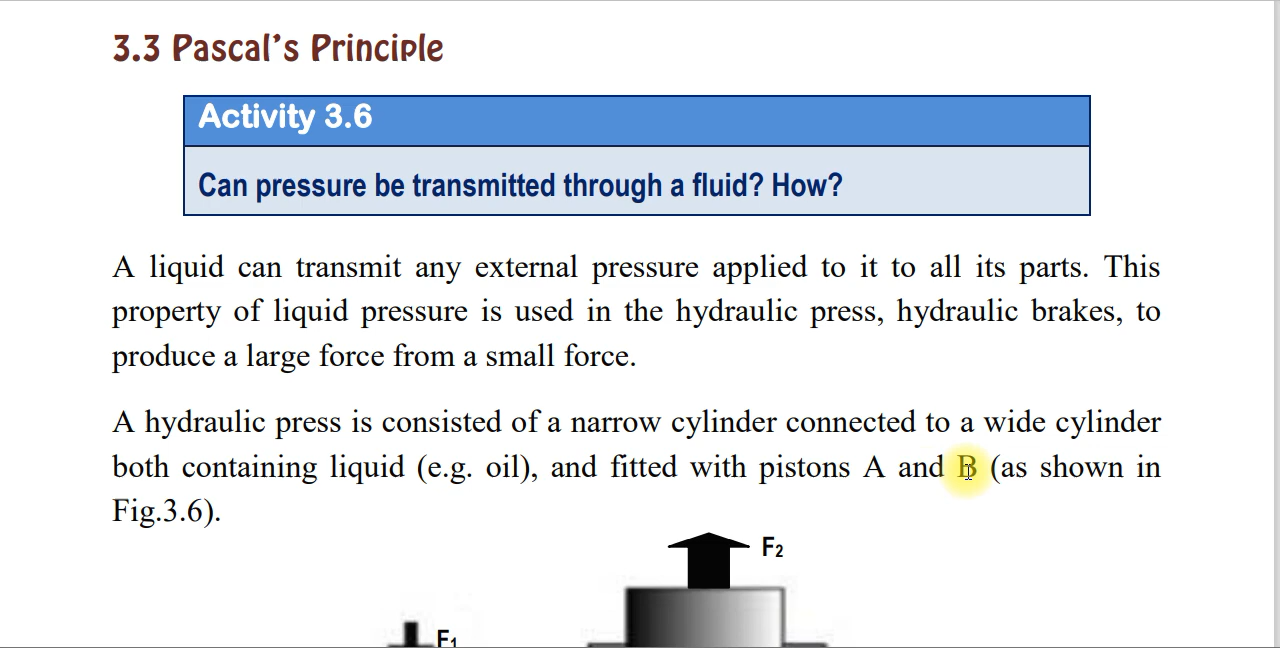 3.3 Pascal’s Principle
Activity 3.6
Can pressure be transmitted through a fluid? How?
A liquid can transmit any external pressure applied to it to all its parts. This
property of liquid pressure is used in the hydraulic press, hydraulic brakes, to
produce a large force from a small force.
A hydraulic press is consisted of a narrow cylinder connected to a wide cylinder
both containing liquid (e.g. oil), and fitted with pistons A and B (as shown in
Fig.3.6).
F2
F1